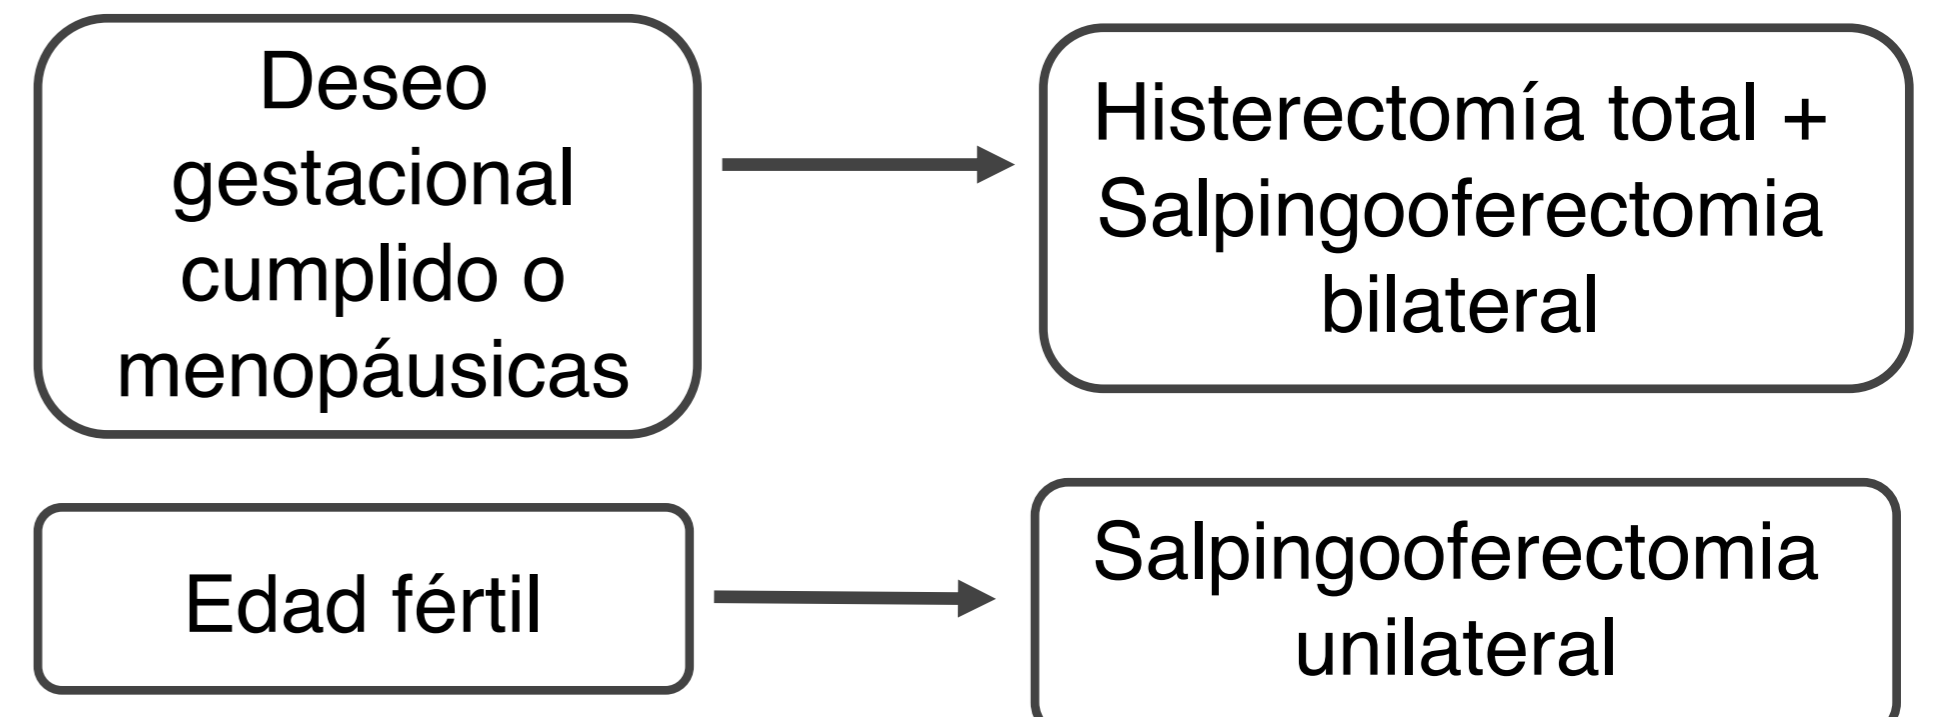 Deseo
gestacional
cumplido o
menopáusicas
Histerectomía total +
Salpingooferectomia
bilateral
Edad fértil
Salpingooferectomia
unilateral